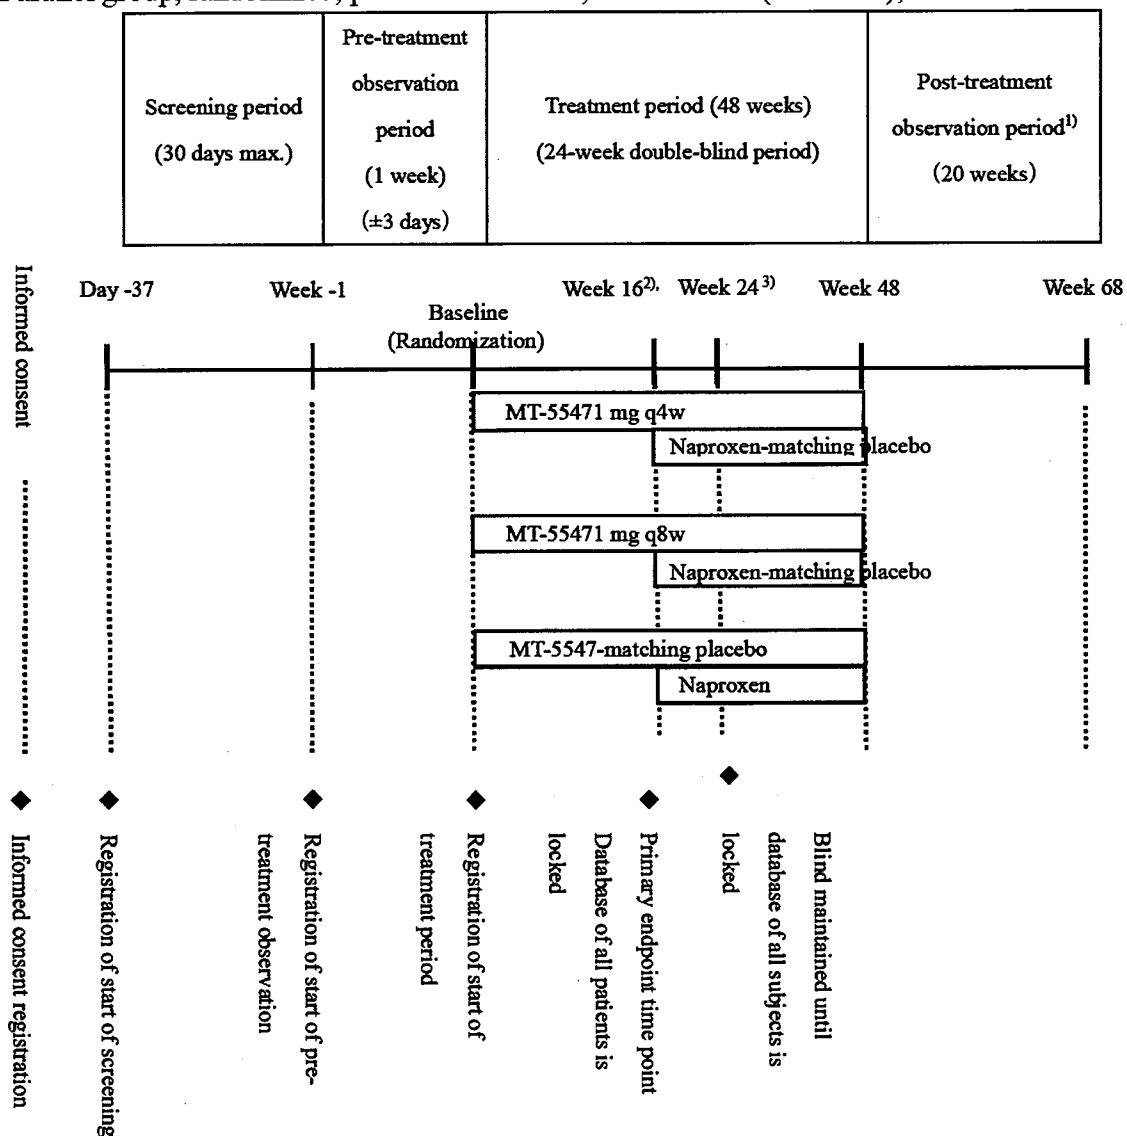 Screening period
(30 days max.)
Pre-treatment
observation
period
(1 week)
(±3 days)
Treatment period (48 weeks)
(24-week double-blind period)
Post-treatment
observation period1)
(20 weeks)
Informed consent
Day -37
Week -1
Baseline
(Randomization)
Week 162),
Week 243)
Week 48
Week 68
MT-55471 mg q4w
Naproxen-matching placebo
MT-55471 mg q8w
Naproxen-matching placebo
MT-5547-matching placebo
Naproxen
Informed consent registration
Registration of start of screening
Registration of start of pre-
treatment observation
Registration of start of
treatment period
Primary endpoint time point
Database of all patients is
locked
Blind maintained until
database of all subjects is
locked